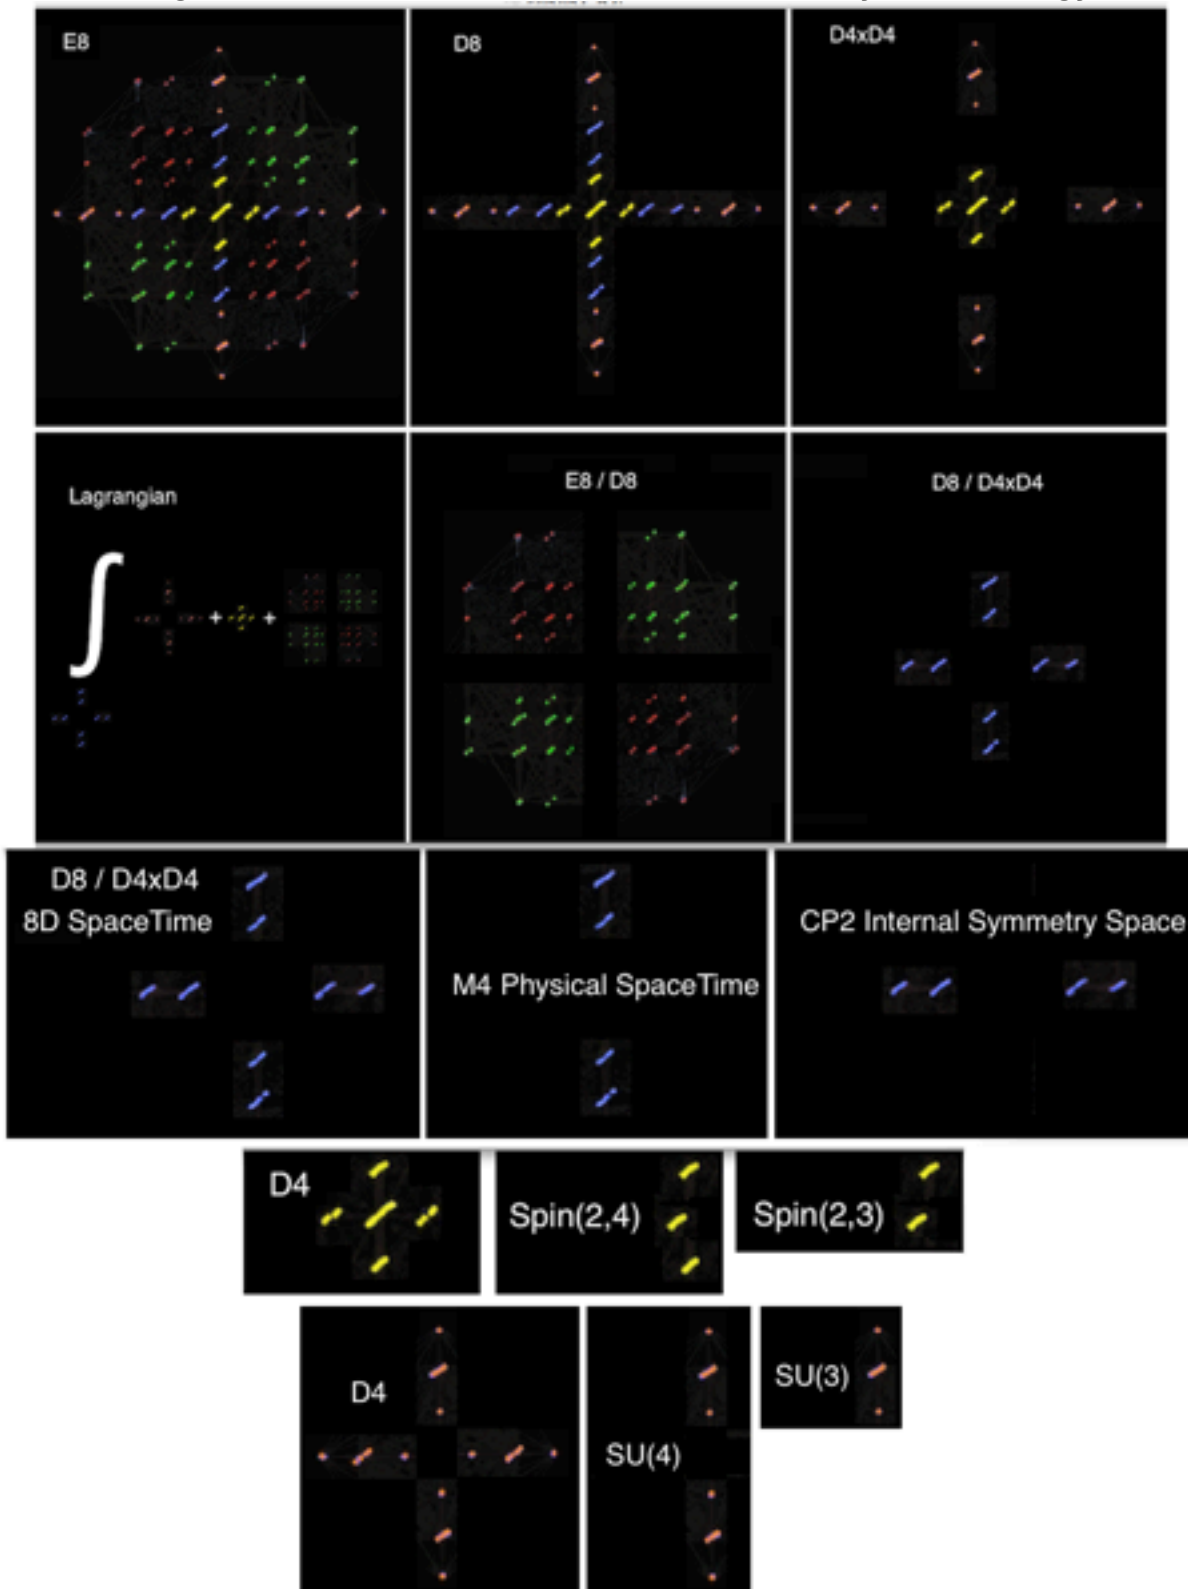 E8
D8
D4xD4
Lagrangian
∫
+
+
E8 / D8
D8 / D4xD4
D8 / D4xD4
8D SpaceTime
M4 Physical SpaceTime
CP2 Internal Symmetry Space
D4
Spin(2,4)
Spin(2,3)
D4
SU(4)
SU(3)